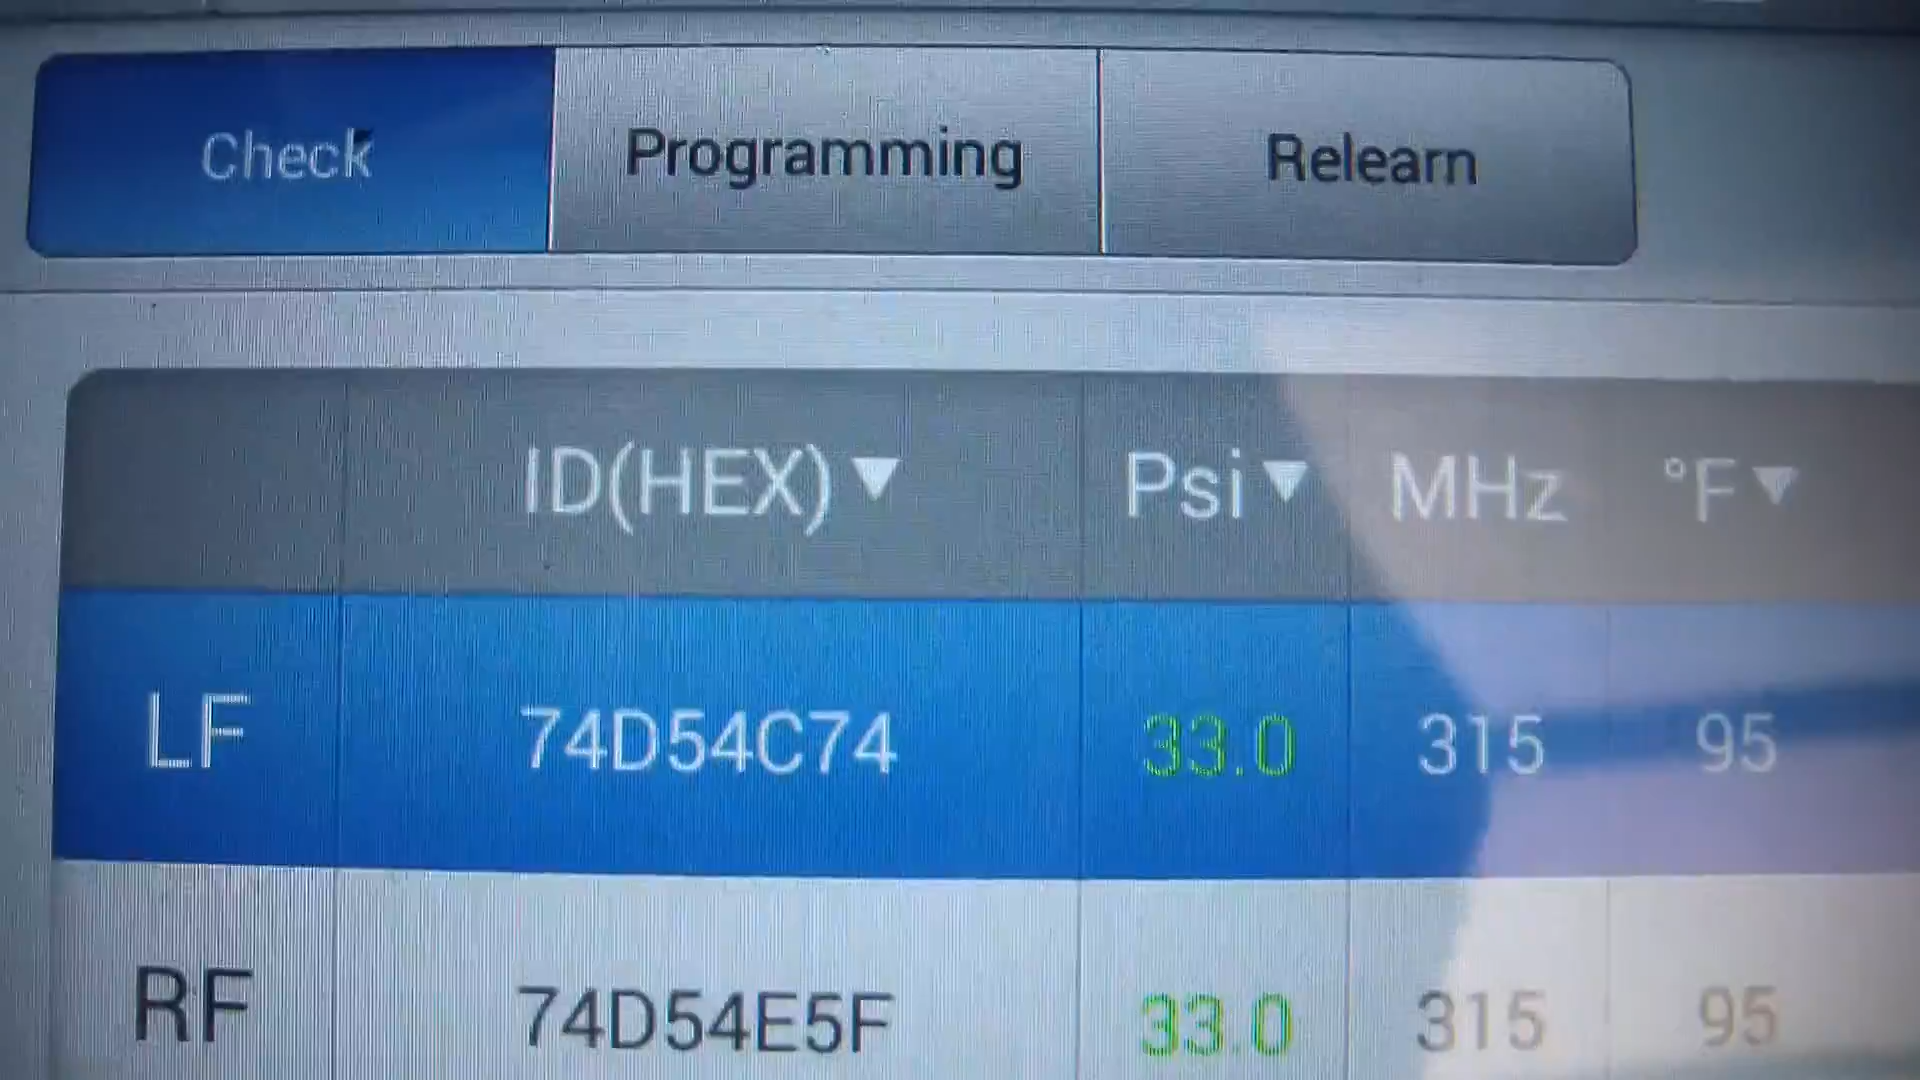 Check Programming Relearn
ID(HEX) ▼ Psi ▼ MHz °F ▼
LF 74D54C74 33.0 315 95
RF 74D54E5F 33.0 315 95